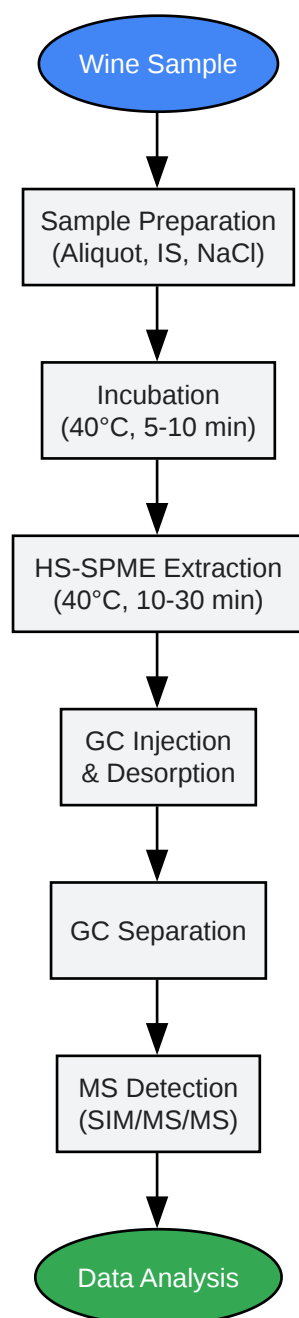 Wine Sample
Sample Preparation
(Aliquot, IS, NaCl)
Incubation
(40°C, 5-10 min)
HS-SPME Extraction
(40°C, 10-30 min)
GC Injection
& Desorption
GC Separation
MS Detection
(SIM/MS/MS)
Data Analysis